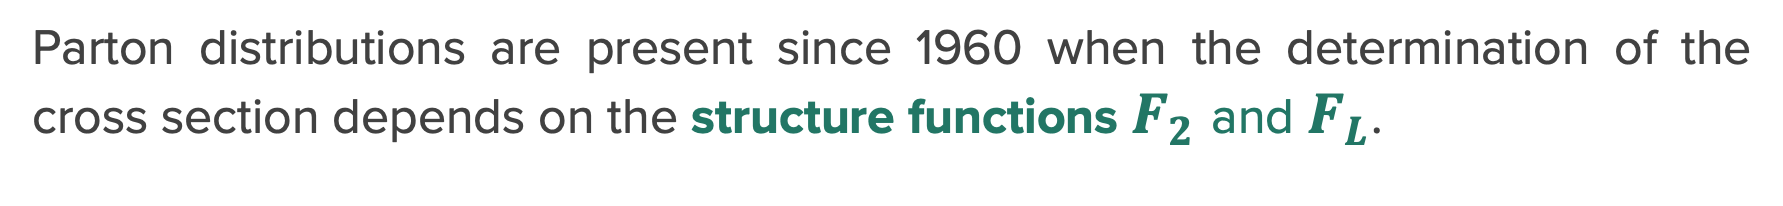 Parton distributions are present since 1960 when the determination of the
cross section depends on the structure functions F₂ and F_L.